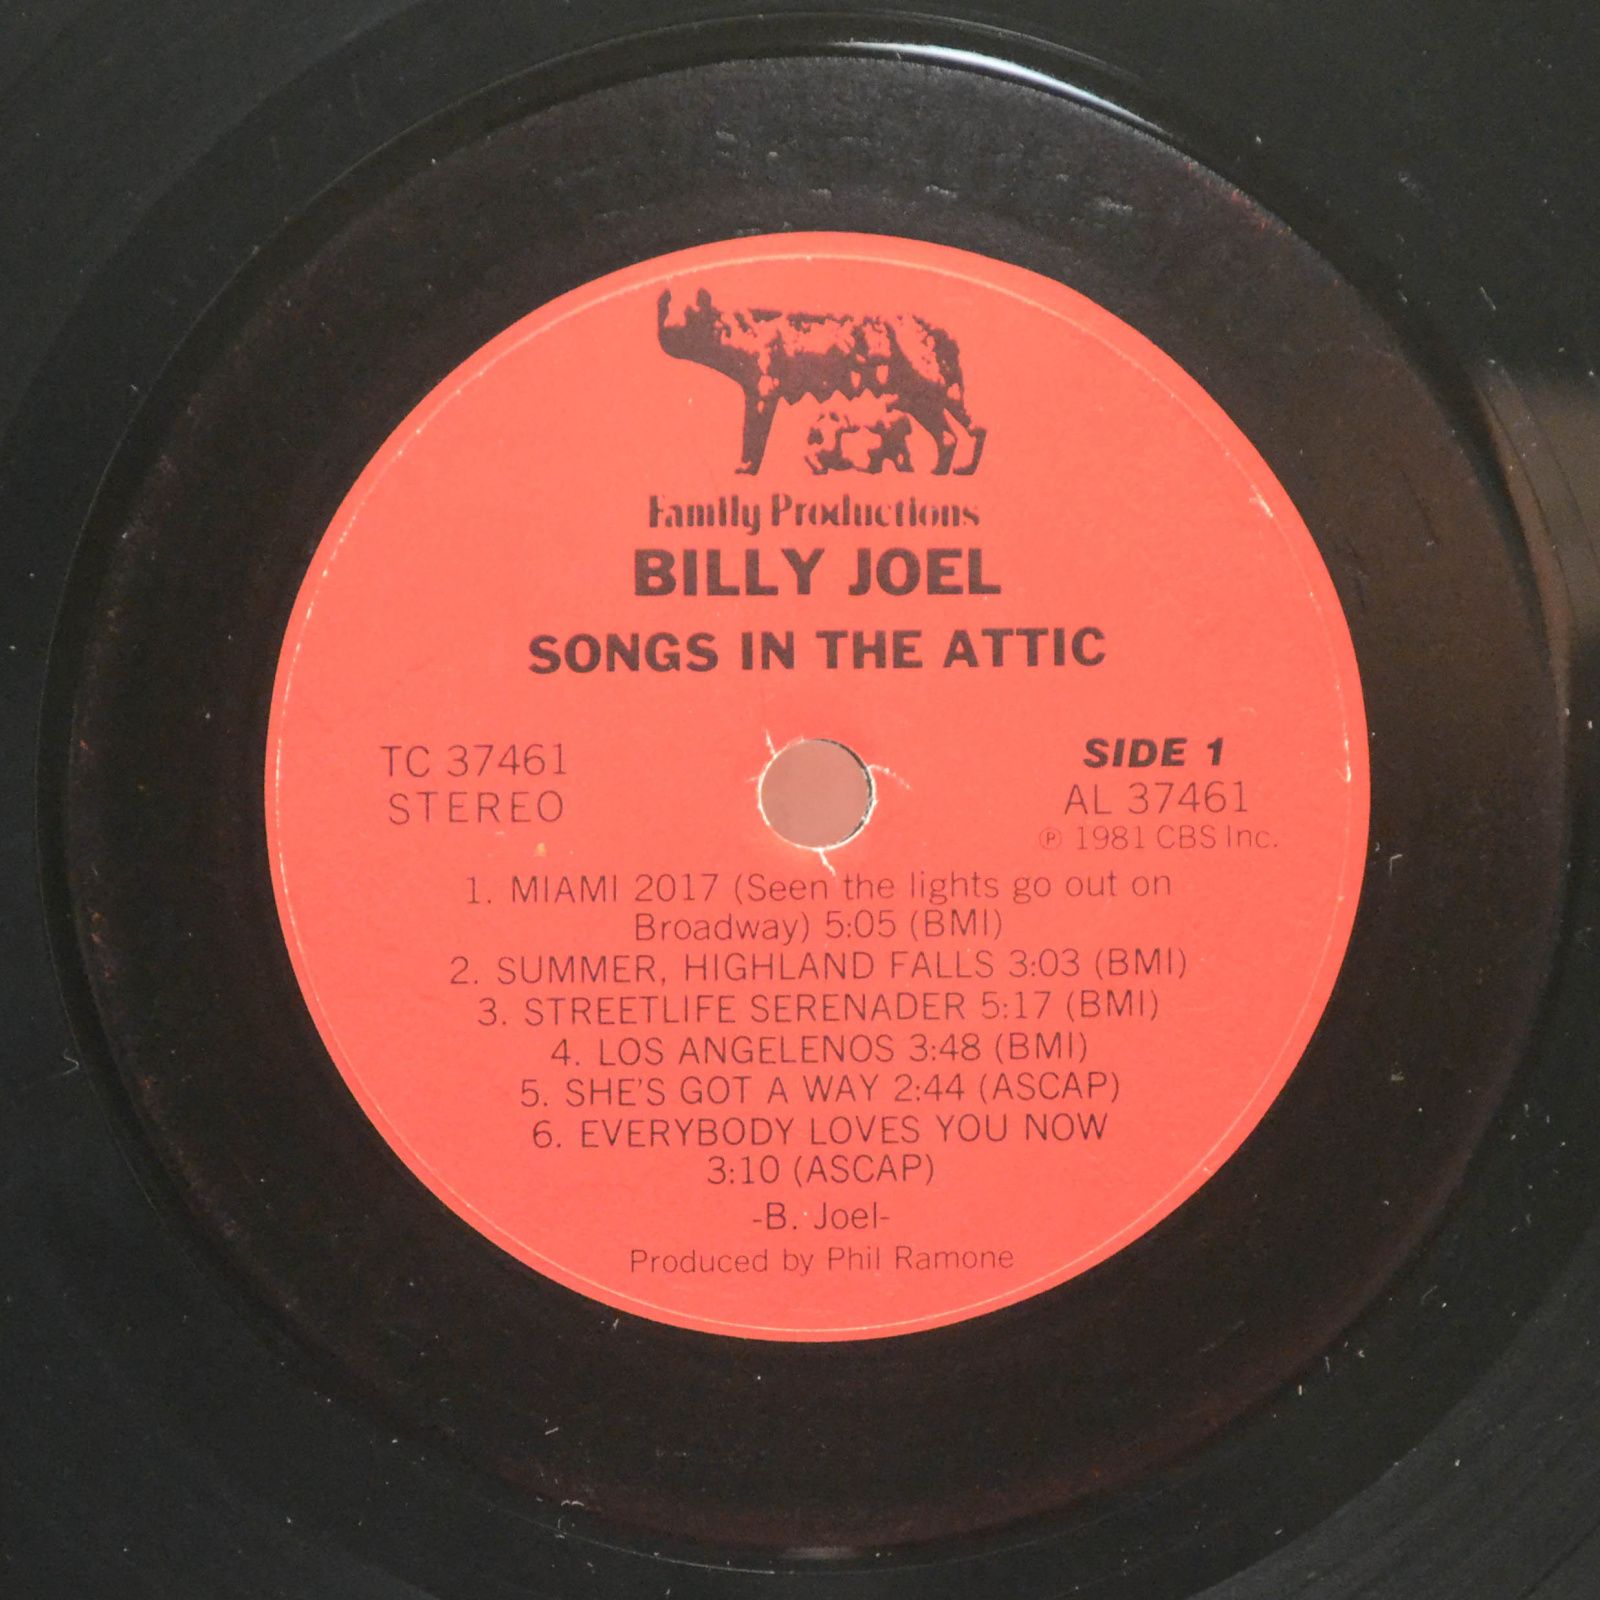 Family Productions
BILLY JOEL
SONGS IN THE ATTIC
TC 37461
STEREO
SIDE 1
AL 37461
℗ 1981 CBS Inc.
1. MIAMI 2017 (Seen the lights go out on
Broadway) 5:05 (BMI)
2. SUMMER, HIGHLAND FALLS 3:03 (BMI)
3. STREETLIFE SERENADER 5:17 (BMI)
4. LOS ANGELENOS 3:48 (BMI)
5. SHE'S GOT A WAY 2:44 (ASCAP)
6. EVERYBODY LOVES YOU NOW
3:10 (ASCAP)
-B. Joel-
Produced by Phil Ramone